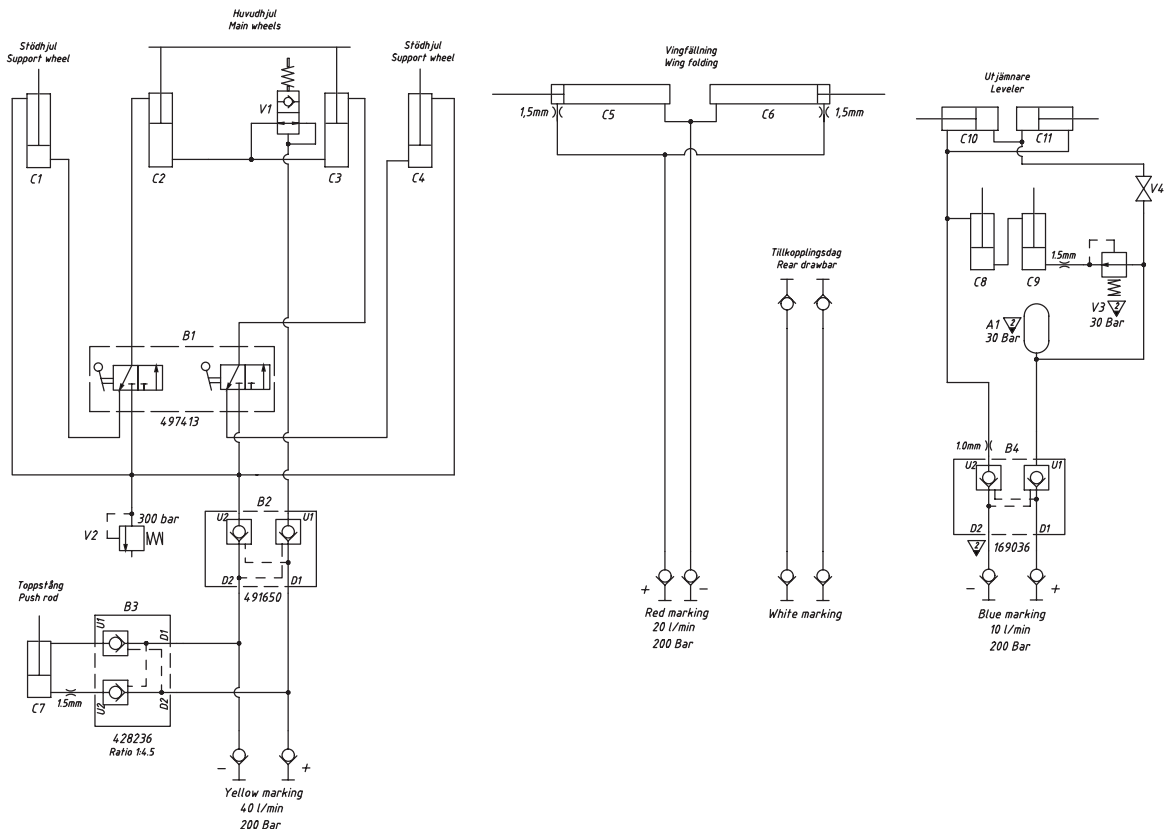 Huvudhjul
Main wheels
Stödhjul
Support wheel
Stödhjul
Support wheel
V1
C1
C2
C3
C4
B1
497413
V2
300 bar
B2
U2
U1
D2
D1
491650
Toppstång
Push rod
B3
U1
D1
U2
D2
C7
1.5mm
428236
Ratio 1:4.5
-
+
Yellow marking
40 l/min
200 Bar
Vingfällning
Wing folding
1,5mm
C5
C6
1,5mm
Tillkopplingsdag
Rear drawbar
+
-
Red marking
20 l/min
200 Bar
White marking
Utjämnare
Leveler
C10
C11
V4
C8
C9
1.5mm
V3
2
30 Bar
A1
2
30 Bar
1.0mm
B4
U2
U1
D2
D1
2
169036
-
+
Blue marking
10 l/min
200 Bar